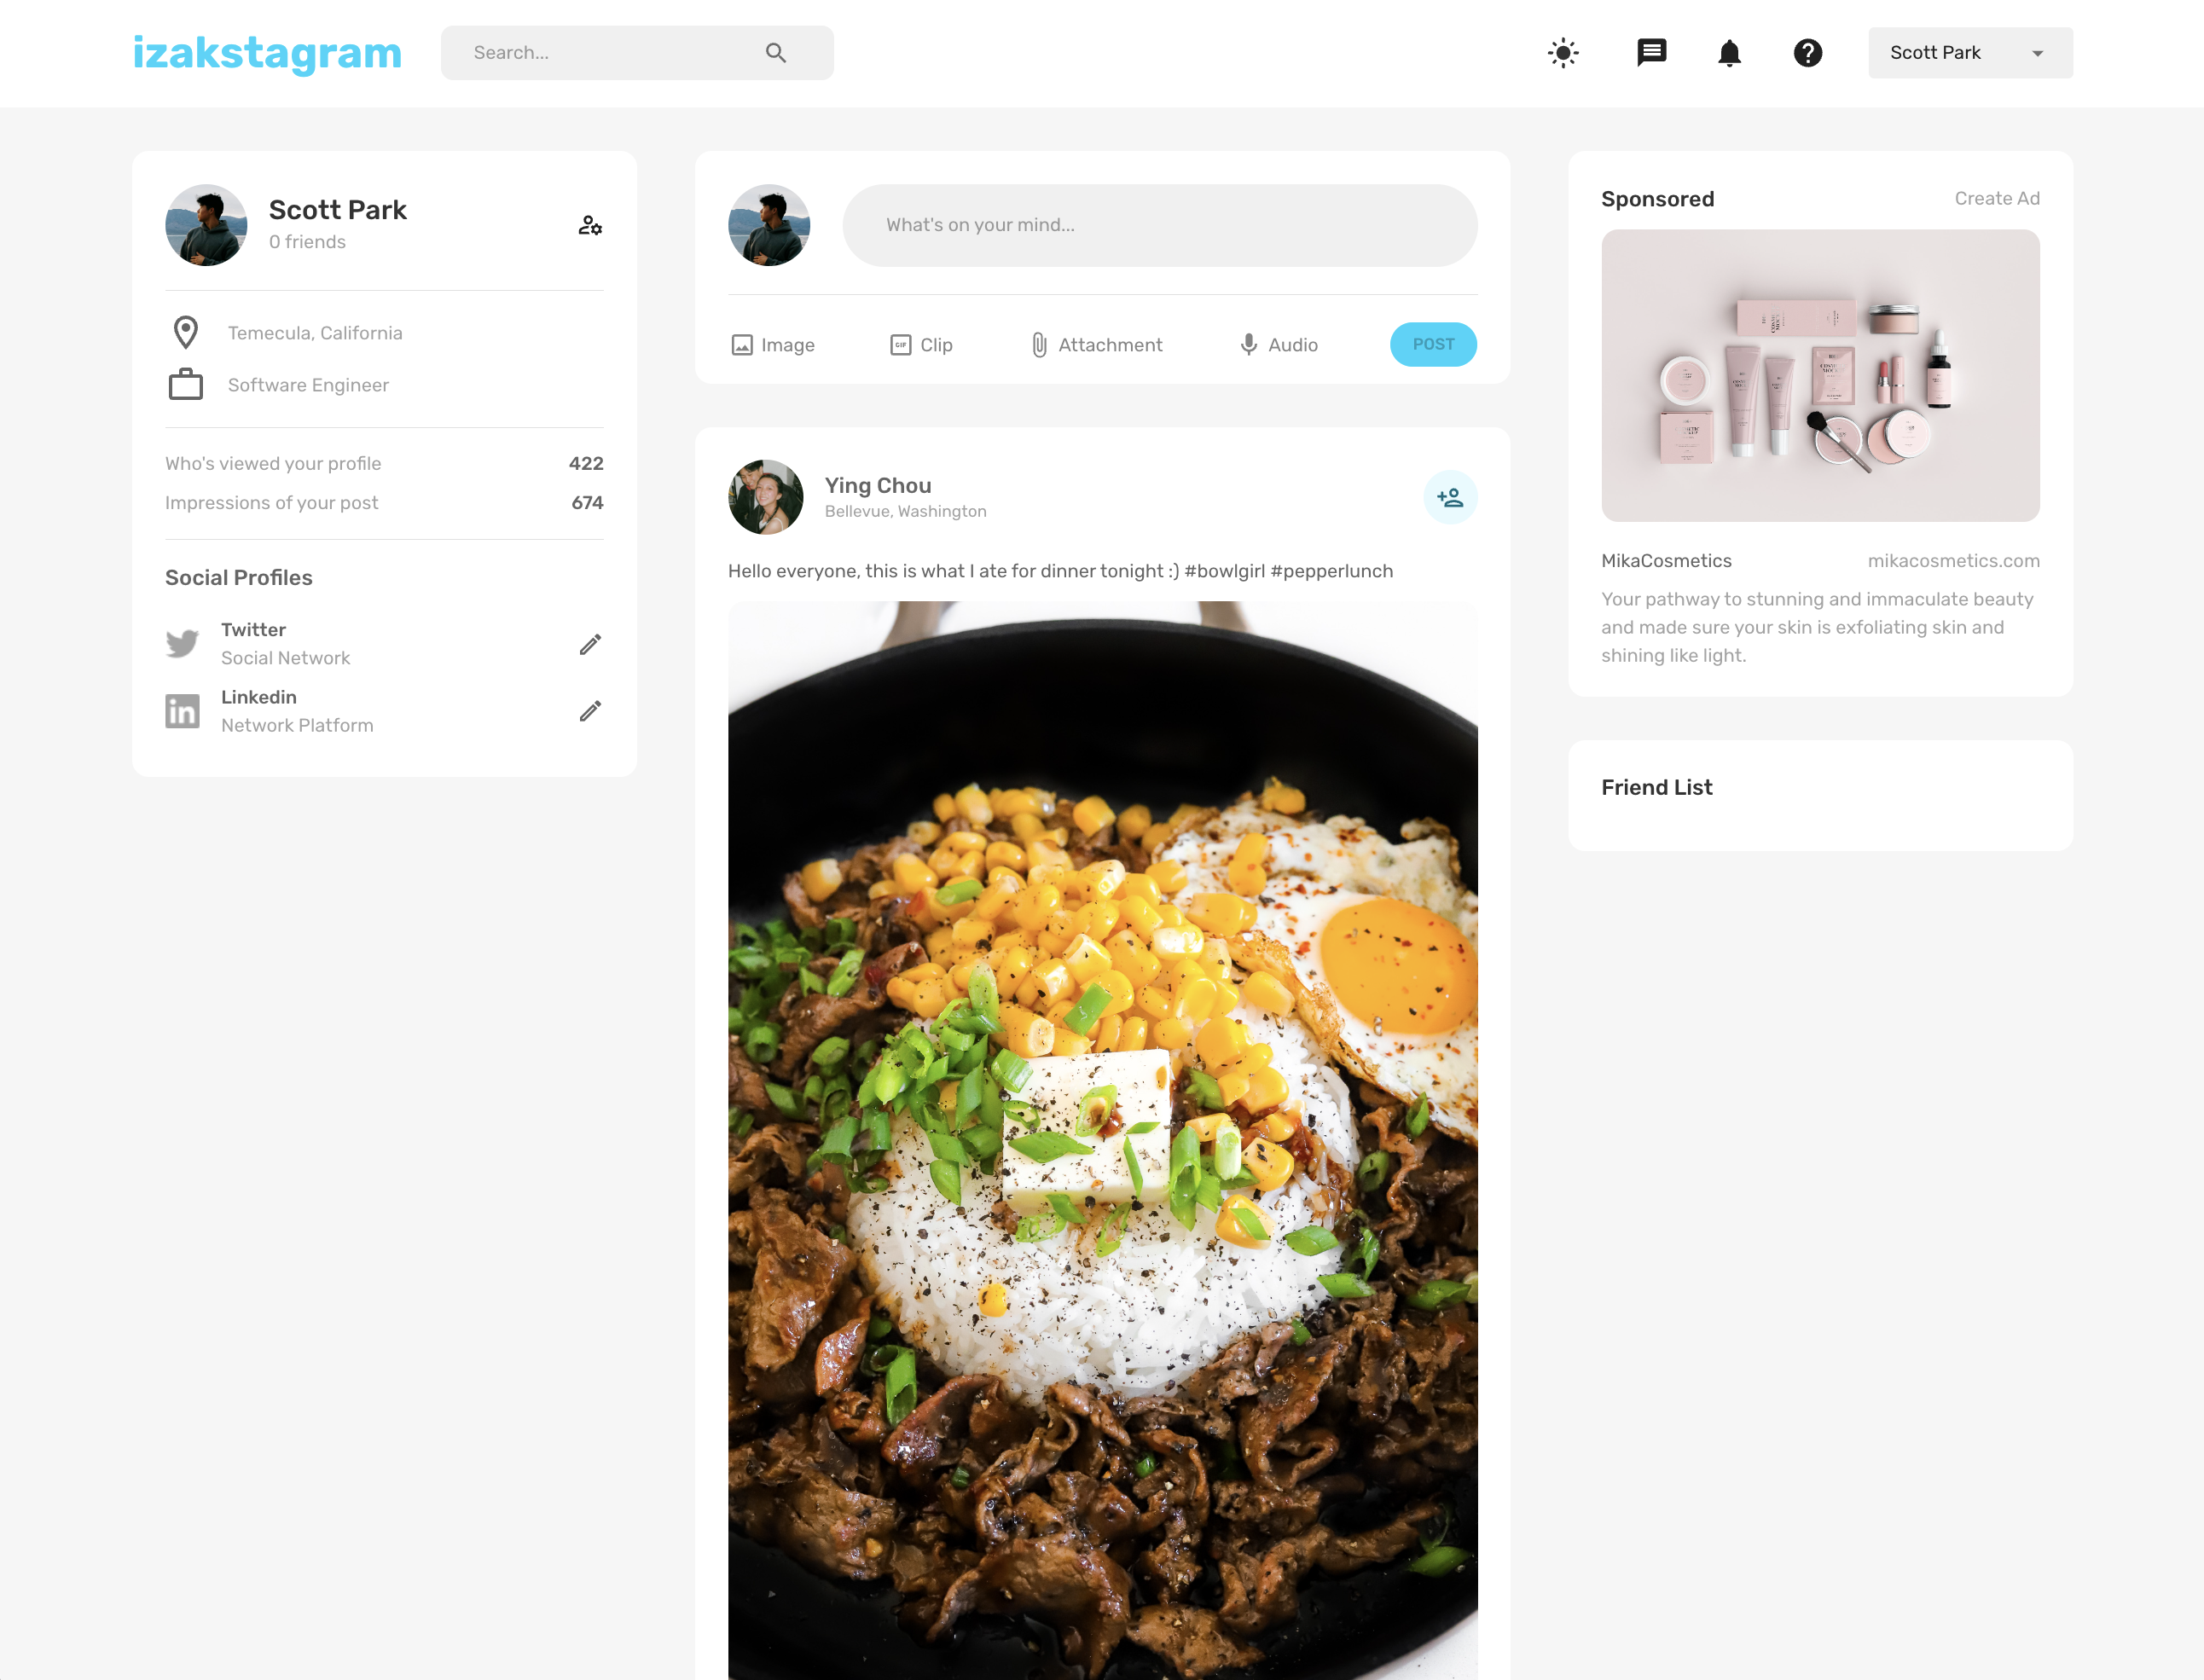 izakstagram
Search...
Scott Park
Scott Park
0 friends
Temecula, California
Software Engineer
Who's viewed your profile 422
Impressions of your post 674
Social Profiles
Twitter
Social Network
Linkedin
Network Platform
What's on your mind...
Image Clip Attachment Audio POST
Ying Chou
Bellevue, Washington
Hello everyone, this is what I ate for dinner tonight :) #bowlgirl #pepperlunch
Sponsored Create Ad
MikaCosmetics mikacosmetics.com
Your pathway to stunning and immaculate beauty
and made sure your skin is exfoliating skin and
shining like light.
Friend List